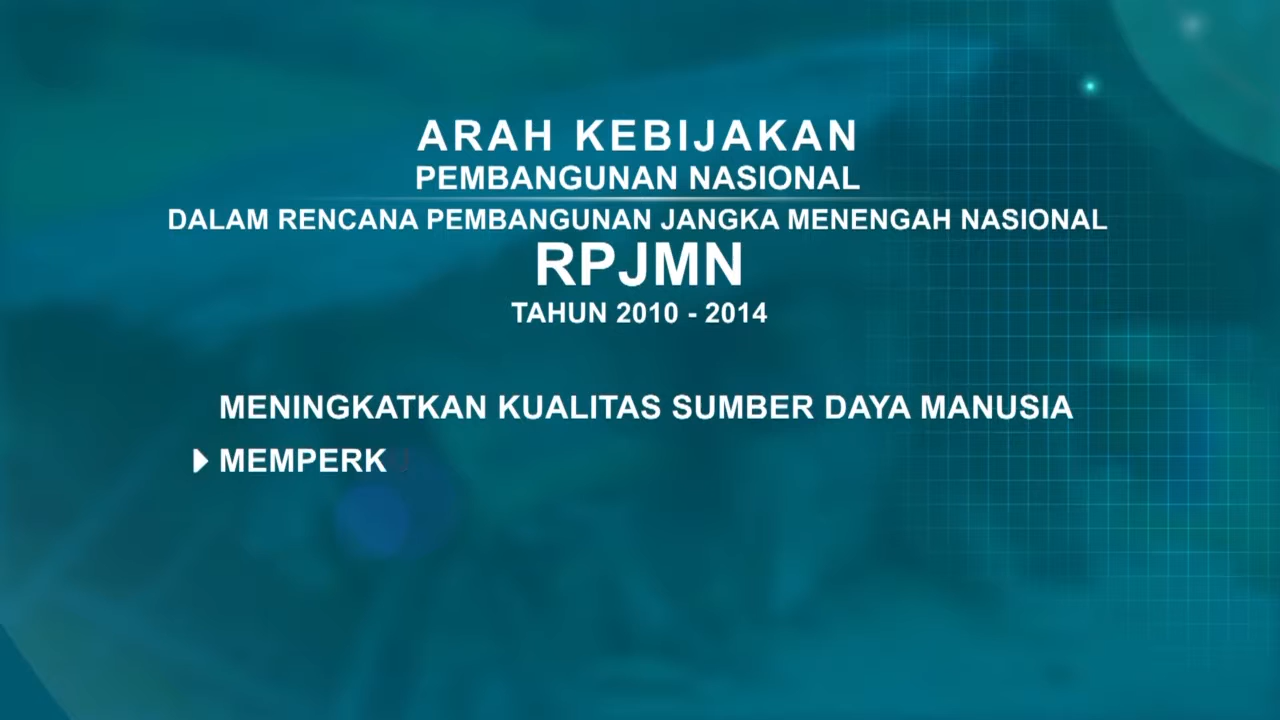 ARAH KEBIJAKAN
PEMBANGUNAN NASIONAL
DALAM RENCANA PEMBANGUNAN JANGKA MENENGAH NASIONAL
RPJMN
TAHUN 2010 - 2014
MENINGKATKAN KUALITAS SUMBER DAYA MANUSIA
MEMPERKU